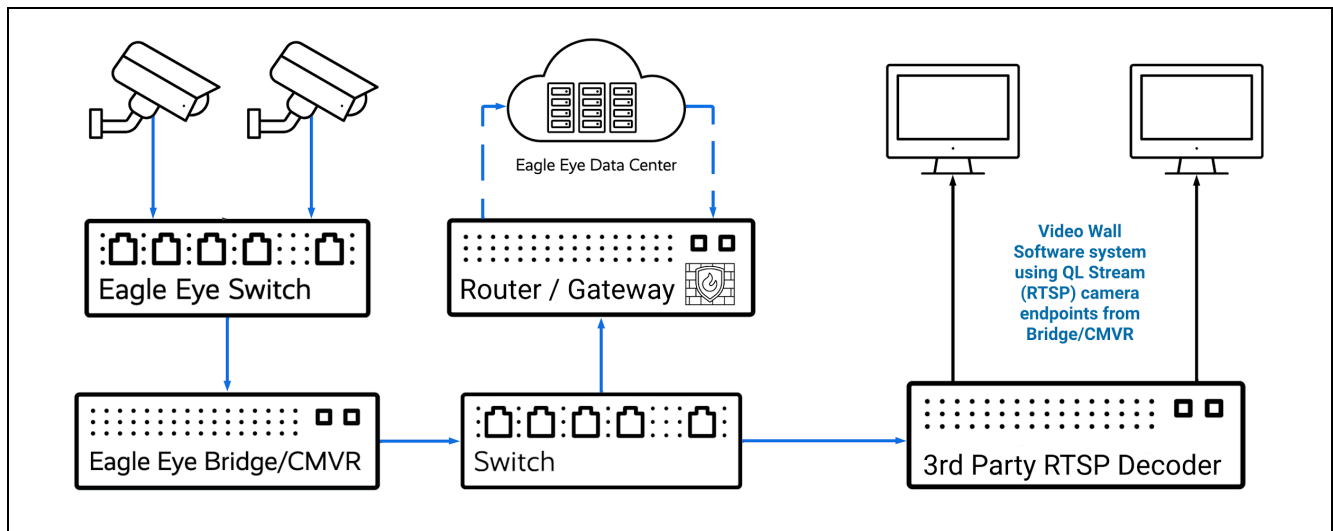 Eagle Eye Data Center
Eagle Eye Switch
Router / Gateway
Video Wall
Software system
using QL Stream
(RTSP) camera
endpoints from
Bridge/CMVR
Eagle Eye Bridge/CMVR
Switch
3rd Party RTSP Decoder